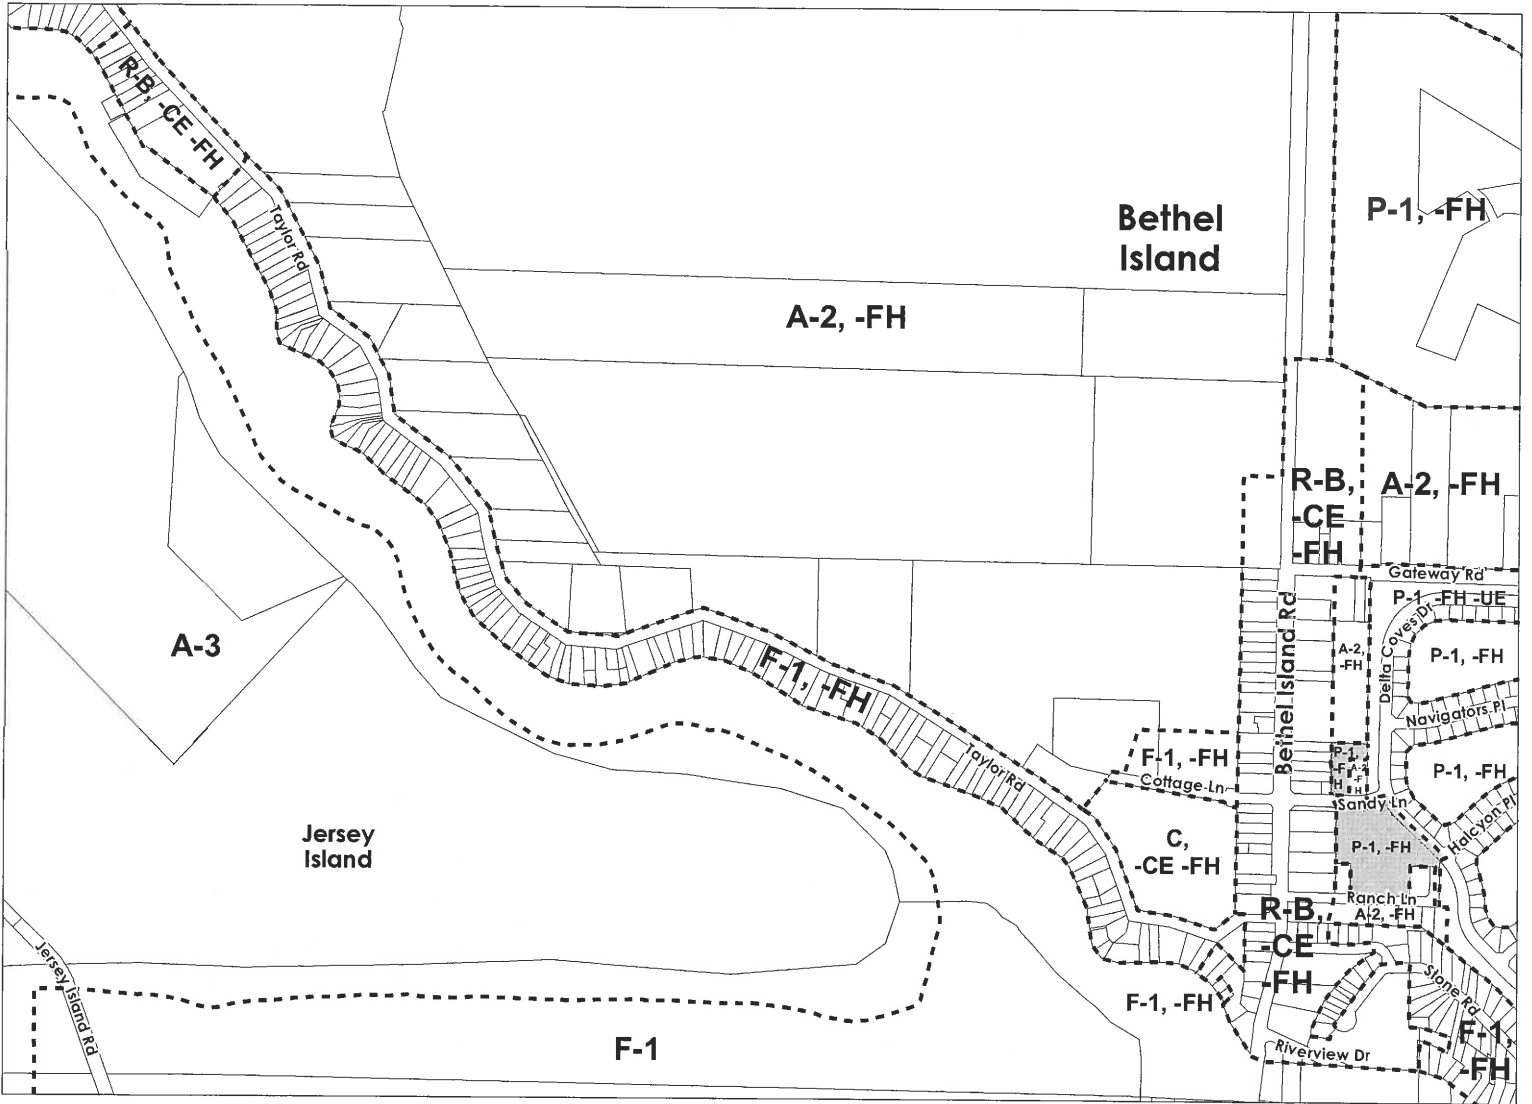 R-B, -CE -FH
Taylor Rd
Bethel
Island
P-1, -FH
A-2, -FH
R-B,
-CE
-FH
A-2, -FH
Gateway Rd
P-1, -FH -UE
Delta Coves Dr
Bethel Island Rd
A-2,
-FH
P-1, -FH
Navigators Pl
A-3
F-1, -FH
Taylor Rd
F-1, -FH
Cottage Ln
P-1,
-F
H
A-2
-F
H
P-1, -FH
Sandy Ln
Halcyon Pl
Jersey
Island
C,
-CE -FH
P-1, -FH
Ranch Ln
A-2, -FH
R-B,
-CE
-FH
Jersey Island Rd
F-1, -FH
Stone Rd
F-1
Riverview Dr
F-1,
-FH